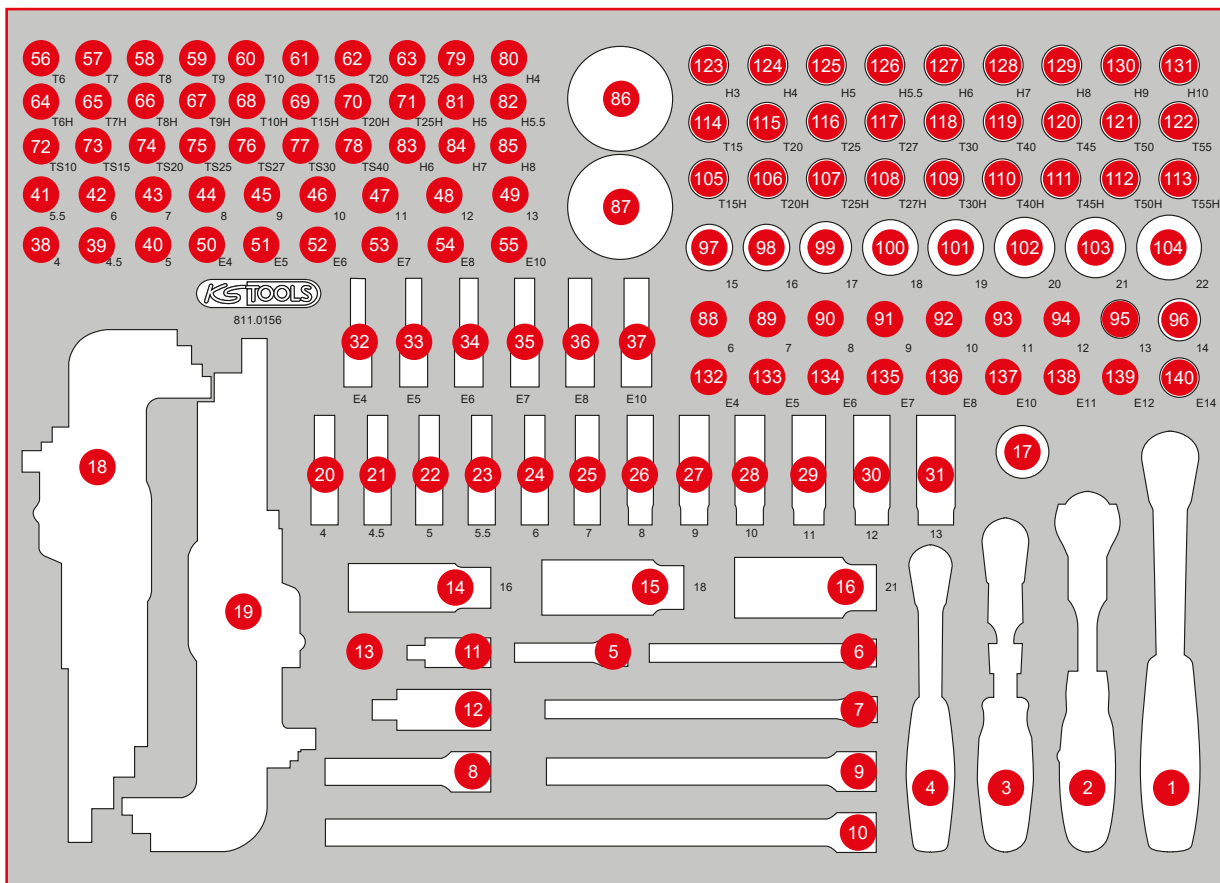 56 57 58 59 60 61 62 63 79 80
T6 T7 T8 T9 T10 T15 T20 T25 H3 H4
64 65 66 67 68 69 70 71 81 82
T6H T7H T8H T9H T10H T15H T20H T25H H5 H5.5
72 73 74 75 76 77 78 83 84 85
TS10 TS15 TS20 TS25 TS27 TS30 TS40 H6 H7 H8
41 42 43 44 45 46 47 48 49
5.5 6 7 8 9 10 11 12 13
38 39 40 50 51 52 53 54 55
4 4.5 5 E4 E5 E6 E7 E8 E10
86
87
123 124 125 126 127 128 129 130 131
H3 H4 H5 H5.5 H6 H7 H8 H9 H10
114 115 116 117 118 119 120 121 122
T15 T20 T25 T27 T30 T40 T45 T50 T55
105 106 107 108 109 110 111 112 113
T15H T20H T25H T27H T30H T40H T45H T50H T55H
97 98 99 100 101 102 103 104
15 16 17 18 19 20 21 22
88 89 90 91 92 93 94 95 96
6 7 8 9 10 11 12 13 14
132 133 134 135 136 137 138 139 140
E4 E5 E6 E7 E8 E10 E11 E12 E14
KS TOOLS
811.0156
32 33 34 35 36 37
E4 E5 E6 E7 E8 E10
18
19
20 21 22 23 24 25 26 27 28 29 30 31
4 4.5 5 5.5 6 7 8 9 10 11 12 13
17
14 16 15 18 16 21
13 11 5 6
12 7
8 9
10
4 3 2 1